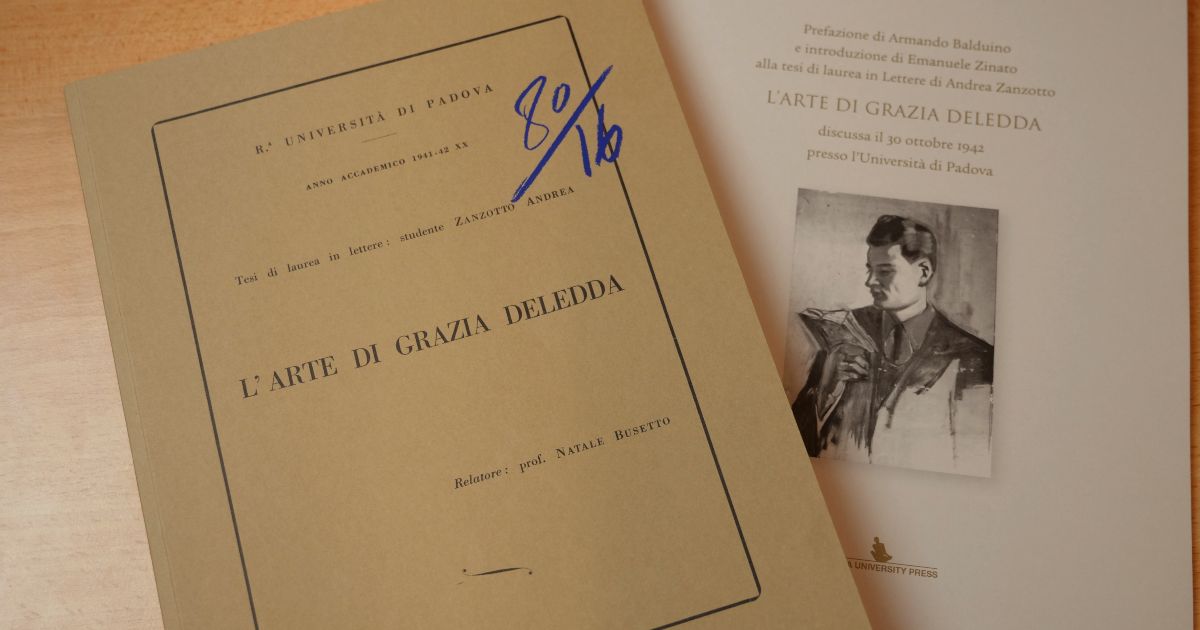 R.ª UNIVERSITÀ DI PADOVA
ANNO ACCADEMICO 1941-42 XX
80/16
Tesi di laurea in lettere: studente ZANZOTTO ANDREA
L'ARTE DI GRAZIA DELEDDA
Relatore: prof. NATALE BUSETTO
Prefazione di Armando Balduino
e introduzione di Emanuele Zinato
alla tesi di laurea in Lettere di Andrea Zanzotto
L'ARTE DI GRAZIA DELEDDA
discussa il 30 ottobre 1942
presso l'Università di Padova
A UNIVERSITY PRESS